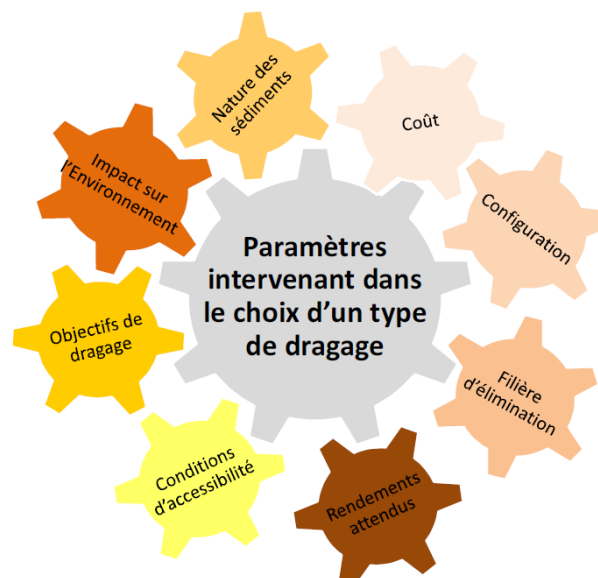 Paramètres
intervenant dans
le choix d’un type
de dragage
Nature des
sédiments
Coût
Configuration
Filière
d’élimination
Rendements
attendus
Conditions
d’accessibilité
Objectifs de
dragage
Impact sur
l’Environnement